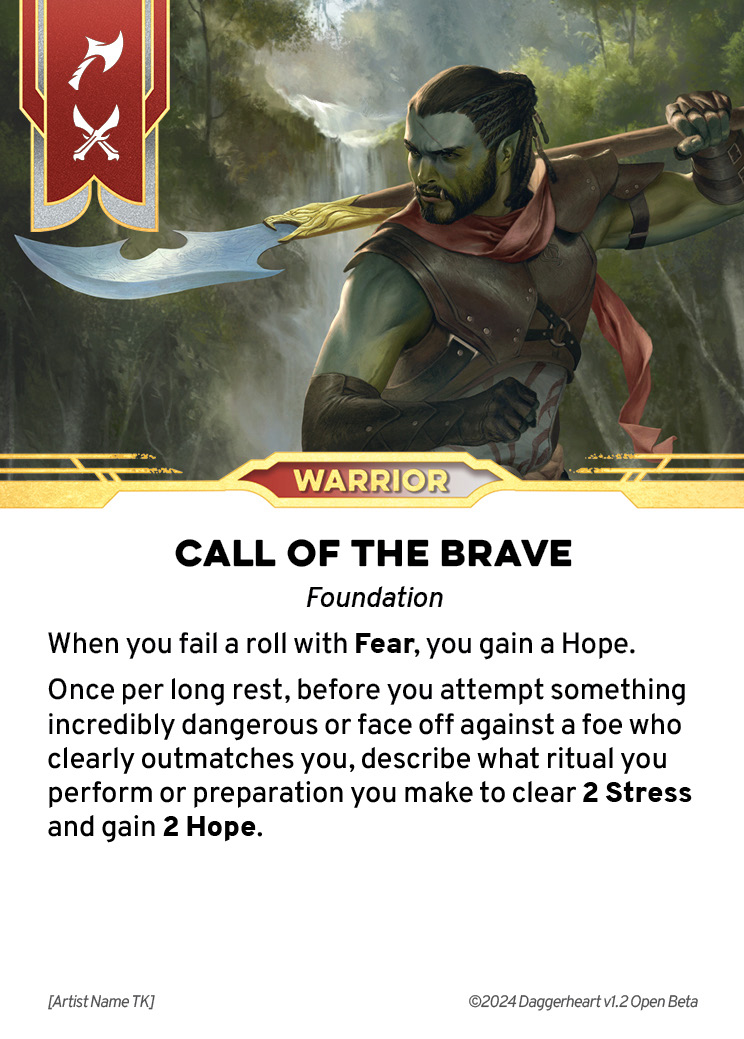 WARRIOR
CALL OF THE BRAVE
Foundation
When you fail a roll with Fear, you gain a Hope.
Once per long rest, before you attempt something
incredibly dangerous or face off against a foe who
clearly outmatches you, describe what ritual you
perform or preparation you make to clear 2 Stress
and gain 2 Hope.
[Artist Name TK]
©2024 Daggerheart v1.2 Open Beta